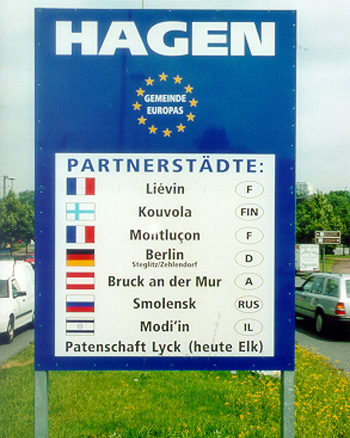 HAGEN
GEMEINDE
EUROPAS
PARTNERSTÄDTE:
Liévin F
Kouvola FIN
Montluçon F
Berlin D
Steglitz/Zehlendorf
Bruck an der Mur A
Smolensk RUS
Modi'in IL
Patenschaft Lyck (heute Elk)